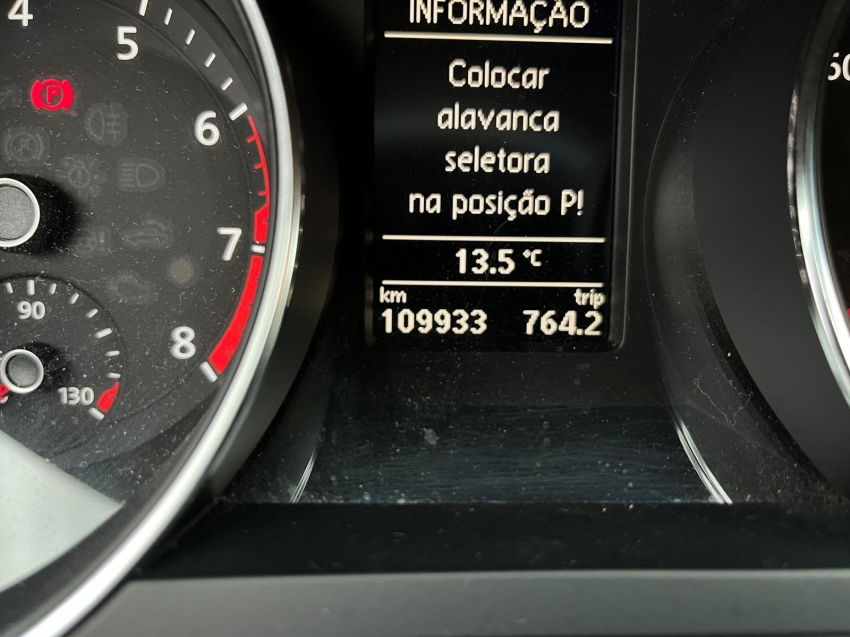 INFORMAÇÃO
Colocar
alavanca
seletora
na posição P!
13.5 °C
km trip
109933 764.2
4
5
6
7
8
P
90
130